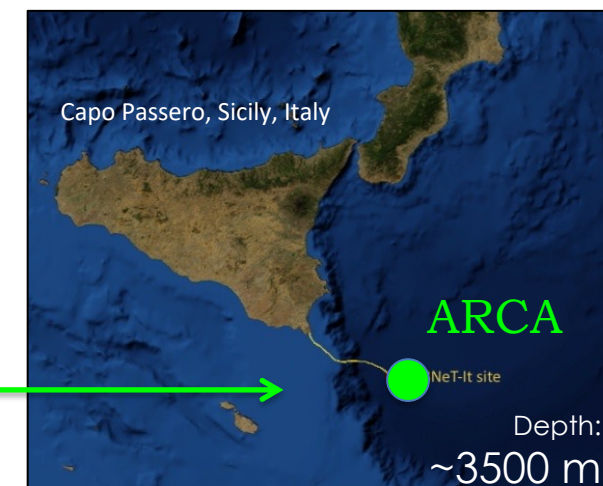 Capo Passero, Sicily, Italy
ARCA
NeT-It site
Depth:
~3500 m